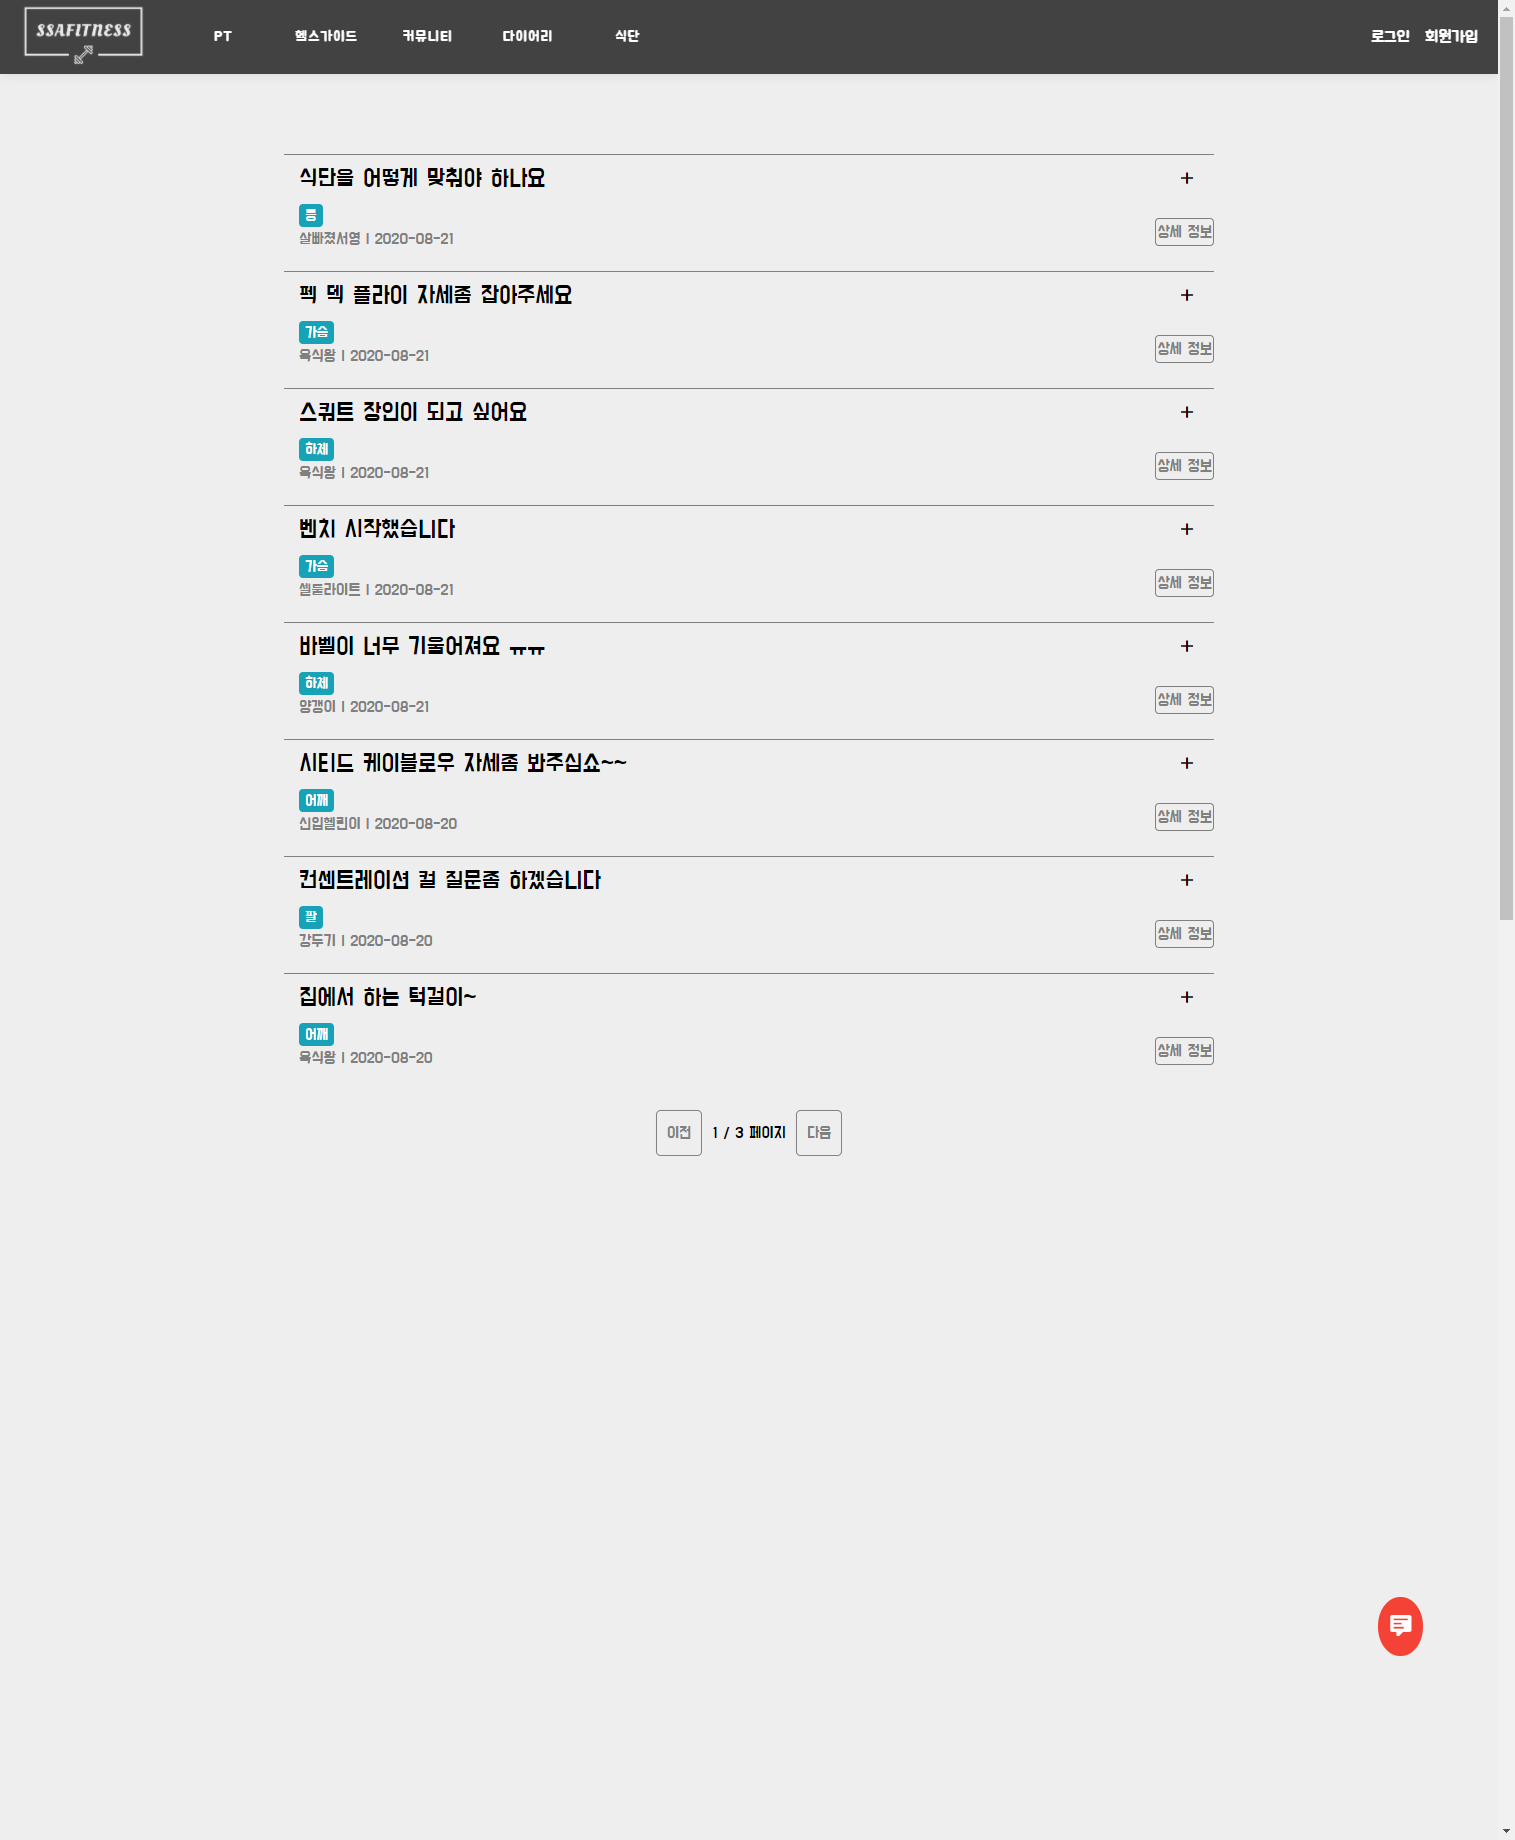 SSAFITNESS
PT 헬스가이드 커뮤니티 다이어리 식단 로그인 회원가입
식단을 어떻게 맞춰야 하나요 +
등
살빠졌서영 | 2020-08-21 상세 정보
펙 덱 플라이 자세좀 잡아주세요 +
가슴
육식왕 | 2020-08-21 상세 정보
스쿼트 장인이 되고 싶어요 +
하체
육식왕 | 2020-08-21 상세 정보
벤치 시작했습니다 +
가슴
셀룰라이트 | 2020-08-21 상세 정보
바벨이 너무 기울어져요 ㅠㅠ +
하체
양갱이 | 2020-08-21 상세 정보
시티드 케이블로우 자세좀 봐주십쇼~~ +
어깨
신입헬린이 | 2020-08-20 상세 정보
컨센트레이션 컬 질문좀 하겠습니다 +
팔
강두기 | 2020-08-20 상세 정보
집에서 하는 턱걸이~ +
어깨
육식왕 | 2020-08-20 상세 정보
이전 1 / 3 페이지 다음